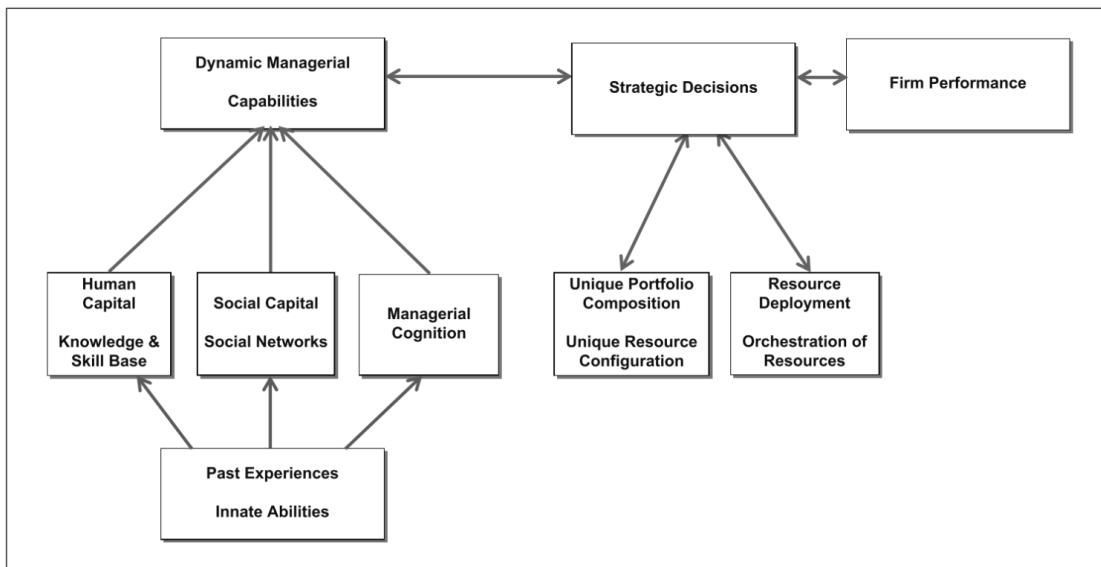 Dynamic Managerial
Capabilities
Strategic Decisions
Firm Performance
Human
Capital
Knowledge &
Skill Base
Social Capital
Social Networks
Managerial
Cognition
Unique Portfolio
Composition
Unique Resource
Configuration
Resource
Deployment
Orchestration of
Resources
Past Experiences
Innate Abilities